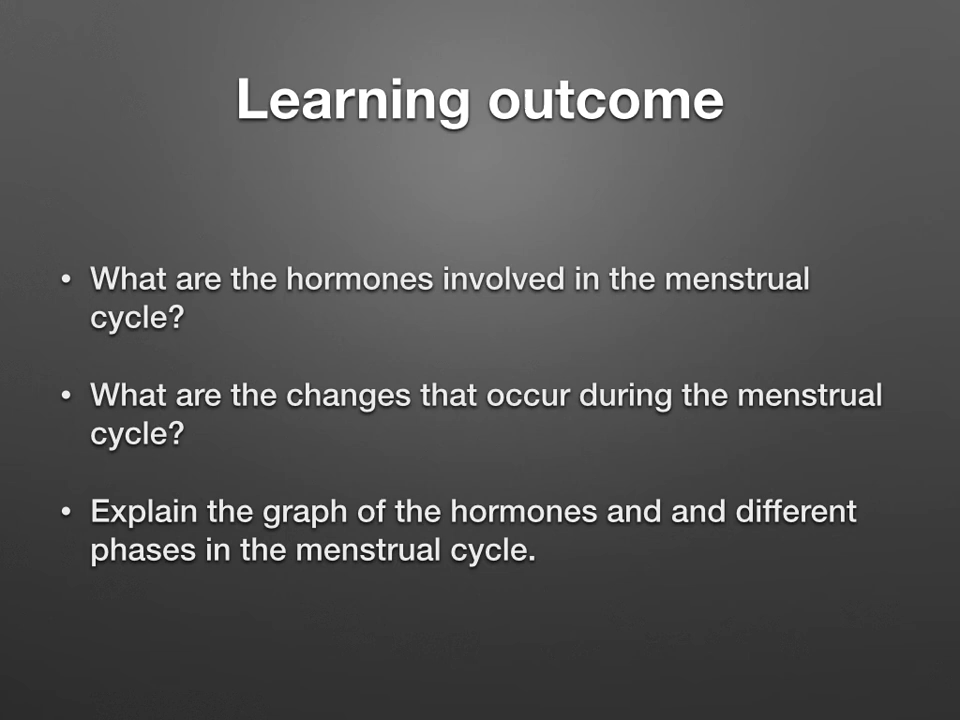 Learning outcome
• What are the hormones involved in the menstrual
cycle?
• What are the changes that occur during the menstrual
cycle?
• Explain the graph of the hormones and and different
phases in the menstrual cycle.